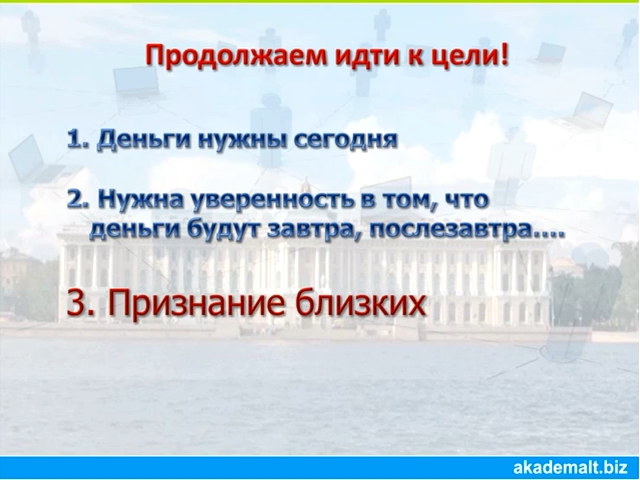 Продолжаем идти к цели!
1. Деньги нужны сегодня
2. Нужна уверенность в том, что
деньги будут завтра, послезавтра....
3. Признание близких
akademalt.biz